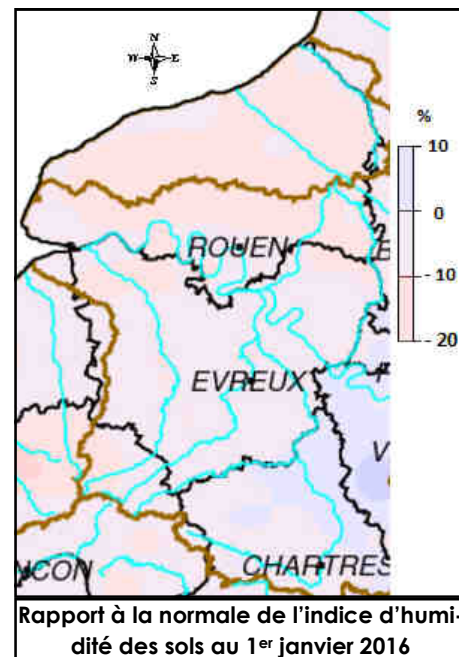 N
W E
S
%
10
0
- 10
- 20
ROUEN
EVREUX
V
NCON
CHARTRES
Rapport à la normale de l'indice d'humi-
dité des sols au 1er janvier 2016